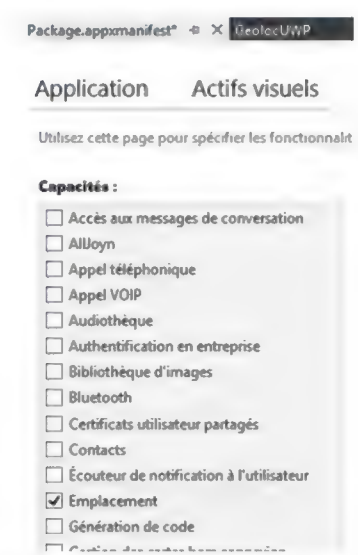 Package.appxmanifest* GeolocUWP
Application Actifs visuels
Utilisez cette page pour spécifier les fonctionnalit
Capacités :
Accès aux messages de conversation
AllJoyn
Appel téléphonique
Appel VOIP
Audiothèque
Authentification en entreprise
Bibliothèque d'images
Bluetooth
Certificats utilisateur partagés
Contacts
Écouteur de notification à l'utilisateur
Emplacement
Génération de code